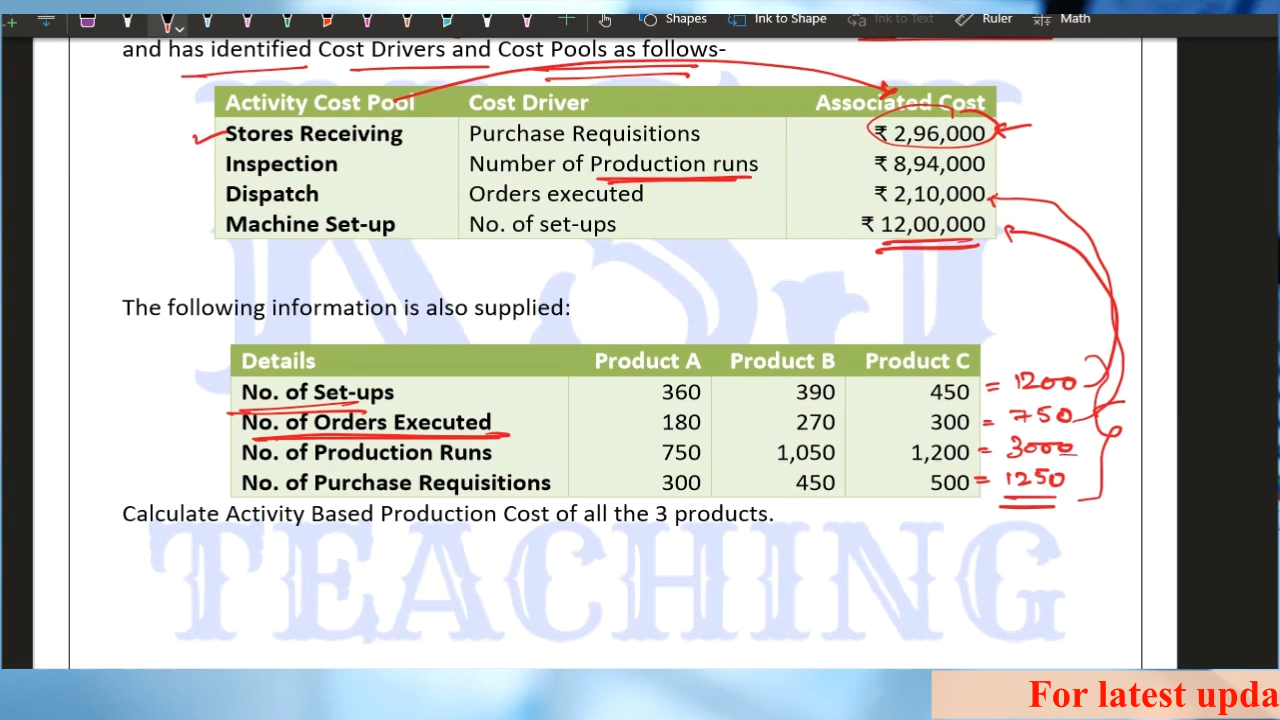 Shapes Ink to Shape Ink to Text Ruler Math
and has identified Cost Drivers and Cost Pools as follows-
Activity Cost Pool Cost Driver Associated Cost
Stores Receiving Purchase Requisitions ₹ 2,96,000
Inspection Number of Production runs ₹ 8,94,000
Dispatch Orders executed ₹ 2,10,000
Machine Set-up No. of set-ups ₹ 12,00,000
The following information is also supplied:
Details Product A Product B Product C
No. of Set-ups 360 390 450 = 1200
No. of Orders Executed 180 270 300 = 750
No. of Production Runs 750 1,050 1,200 = 3000
No. of Purchase Requisitions 300 450 500 = 1250
Calculate Activity Based Production Cost of all the 3 products.
TEACHING
For latest upda